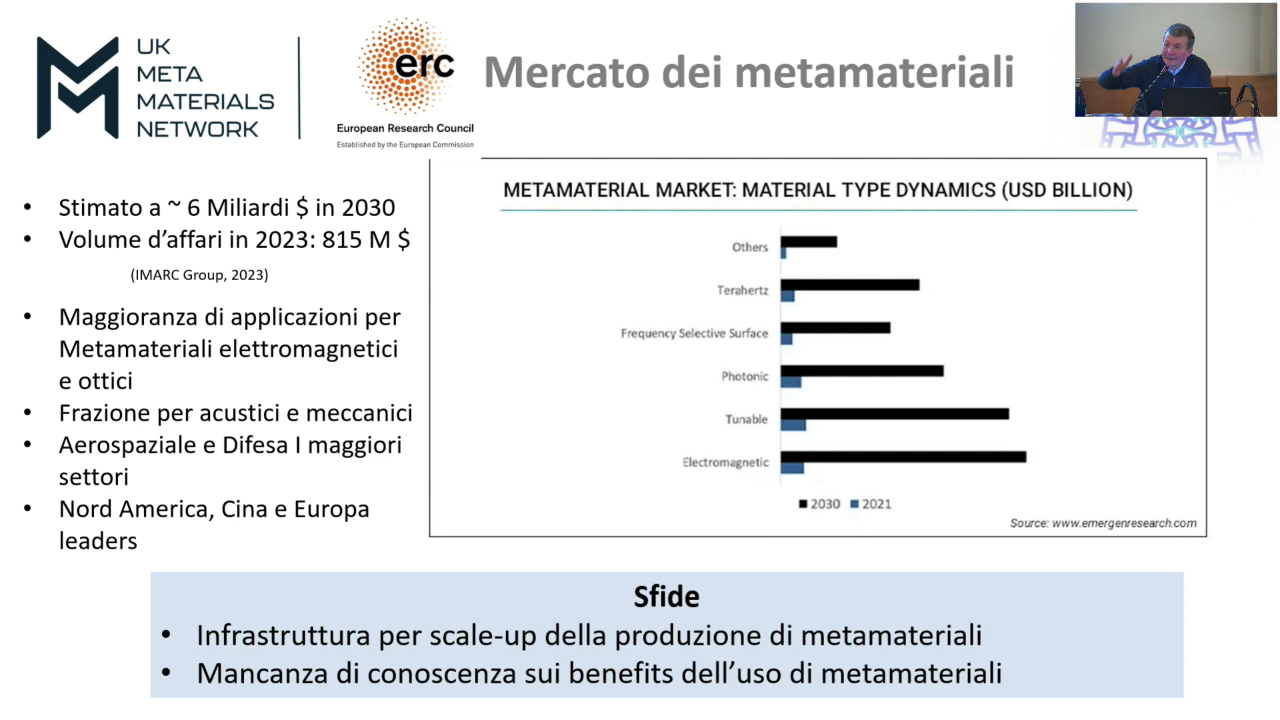 UK
META
MATERIALS
NETWORK
erc
European Research Council
Established by the European Commission
Mercato dei metamateriali
• Stimato a ~ 6 Miliardi $ in 2030
• Volume d’affari in 2023: 815 M $
(IMARC Group, 2023)
• Maggioranza di applicazioni per
Metamateriali elettromagnetici
e ottici
• Frazione per acustici e meccanici
• Aerospaziale e Difesa I maggiori
settori
• Nord America, Cina e Europa
leaders
METAMATERIAL MARKET: MATERIAL TYPE DYNAMICS (USD BILLION)
Others
Terahertz
Frequency Selective Surface
Photonic
Tunable
Electromagnetic
2030 2021
Source: www.emergenresearch.com
Sfide
• Infrastruttura per scale-up della produzione di metamateriali
• Mancanza di conoscenza sui benefits dell’uso di metamateriali